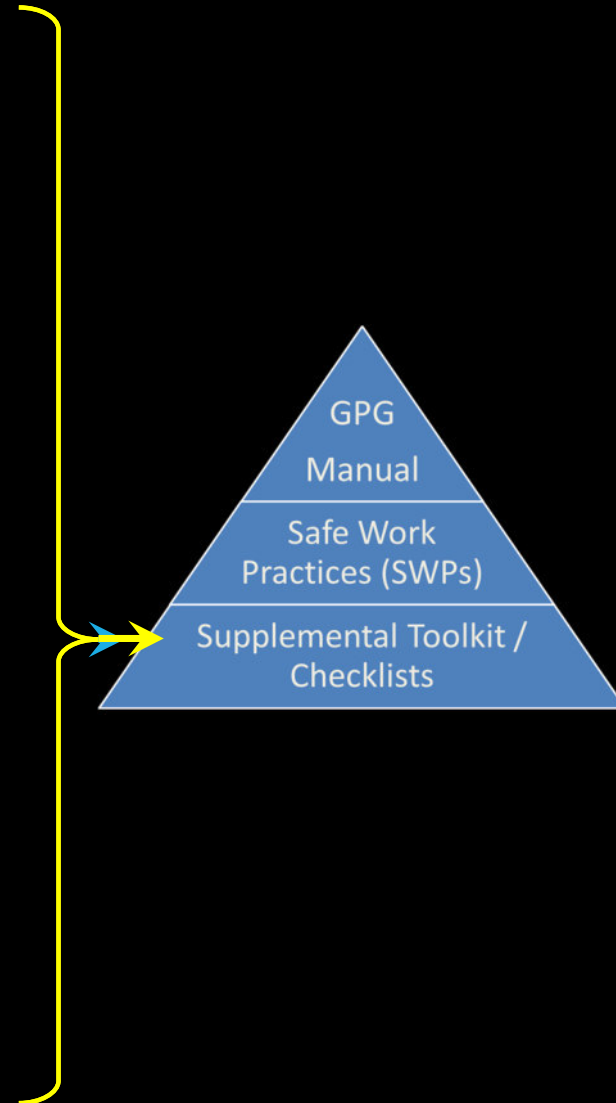 GPG
Manual
Safe Work
Practices (SWPs)
Supplemental Toolkit /
Checklists